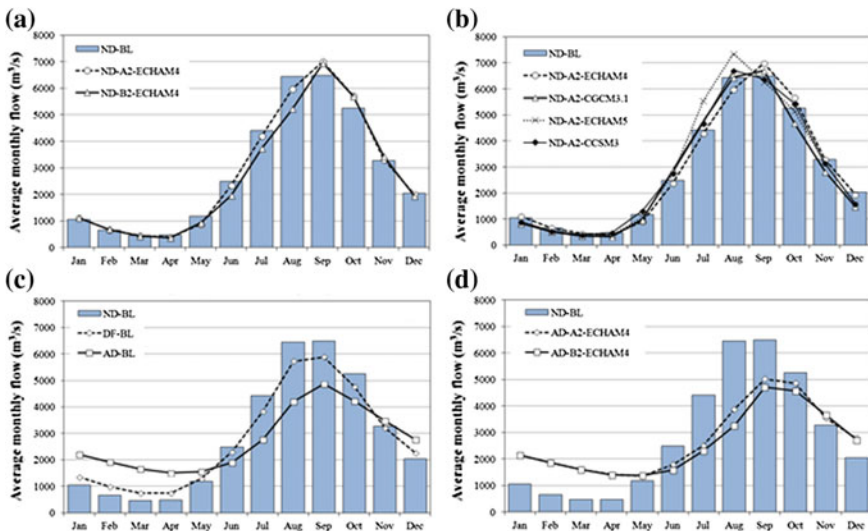 (a)
Average monthly flow (m³/s)
8000
7000
6000
5000
4000
3000
2000
1000
0
ND-BL
ND-A2-ECHAM4
ND-B2-ECHAM4
Jan Feb Mar Apr May Jun Jul Aug Sep Oct Nov Dec
(b)
Average monthly flow (m³/s)
8000
7000
6000
5000
4000
3000
2000
1000
0
ND-BL
ND-A2-ECHAM4
ND-A2-CGCM3.1
ND-A2-ECHAM5
ND-A2-CCSM3
Jan Feb Mar Apr May Jun Jul Aug Sep Oct Nov Dec
(c)
Average monthly flow (m³/s)
8000
7000
6000
5000
4000
3000
2000
1000
0
ND-BL
DF-BL
AD-BL
Jan Feb Mar Apr May Jun Jul Aug Sep Oct Nov Dec
(d)
Average monthly flow (m³/s)
8000
7000
6000
5000
4000
3000
2000
1000
0
ND-BL
AD-A2-ECHAM4
AD-B2-ECHAM4
Jan Feb Mar Apr May Jun Jul Aug Sep Oct Nov Dec